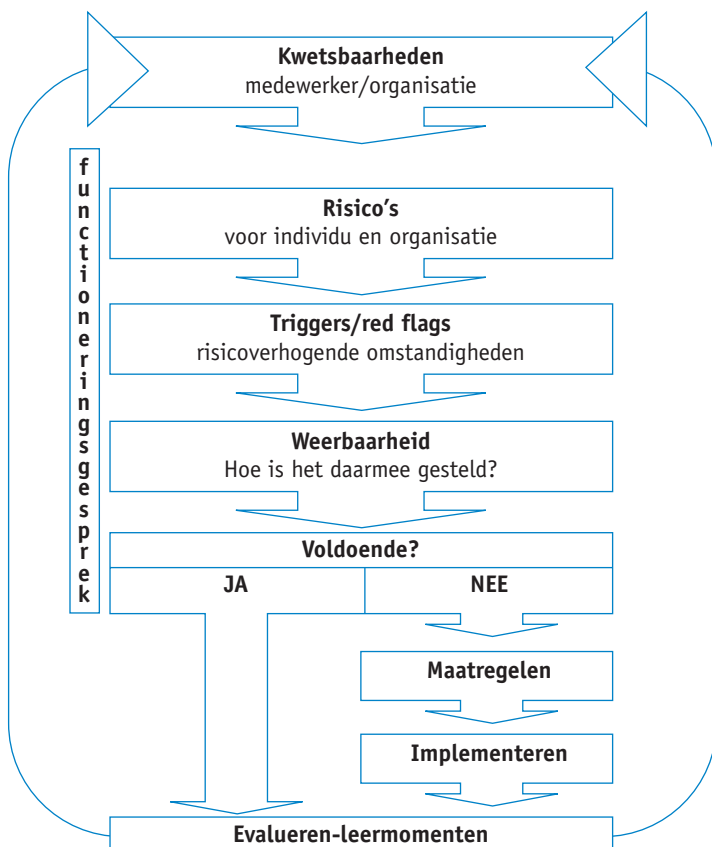 Kwetsbaarheden
medewerker/organisatie
functioneringsgesprek
Risico's
voor individu en organisatie
Triggers/red flags
risicoverhogende omstandigheden
Weerbaarheid
Hoe is het daarmee gesteld?
Voldoende?
JA
NEE
Maatregelen
Implementeren
Evalueren-leermomenten